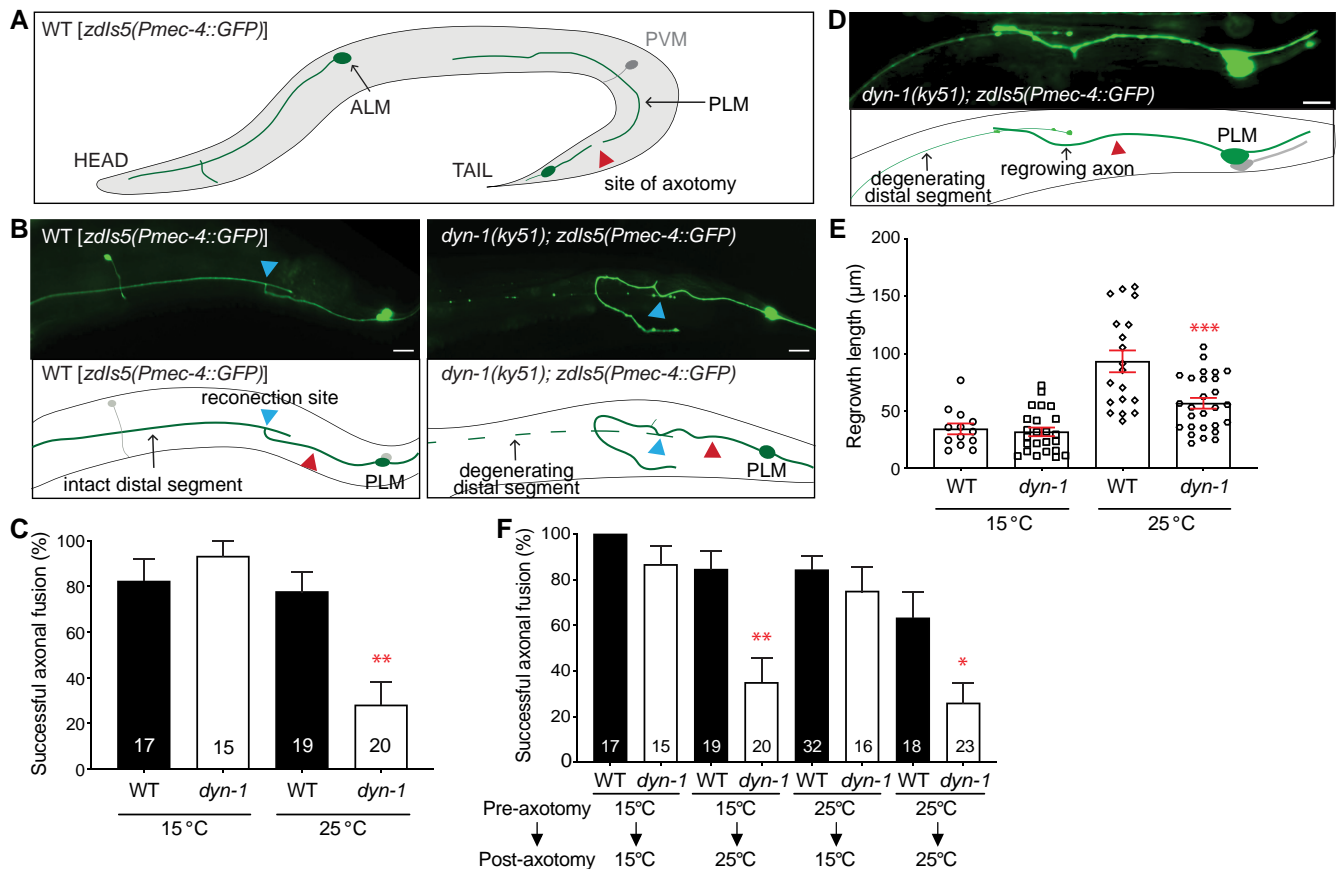 A
WT [zdIs5(Pmec-4::GFP)]
PVM
ALM
PLM
HEAD
TAIL
site of axotomy
B
WT [zdIs5(Pmec-4::GFP)]
dyn-1(ky51); zdIs5(Pmec-4::GFP)
WT [zdIs5(Pmec-4::GFP)]
reconection site
intact distal segment
PLM
dyn-1(ky51); zdIs5(Pmec-4::GFP)
degenerating
distal segment
PLM
C
Successful axonal fusion (%)
100
80
60
40
20
0
**
17
15
19
20
WT
dyn-1
WT
dyn-1
15 °C
25 °C
D
dyn-1(ky51); zdIs5(Pmec-4::GFP)
PLM
degenerating
distal segment
regrowing axon
E
Regrowth length (µm)
200
150
100
50
0
***
WT
dyn-1
WT
dyn-1
15 °C
25 °C
F
Successful axonal fusion (%)
100
80
60
40
20
0
**
*
17
15
19
20
32
16
18
23
WT dyn-1 WT dyn-1 WT dyn-1 WT dyn-1
Pre-axotomy 15°C 15°C 25°C 25°C
Post-axotomy 15°C 25°C 15°C 25°C